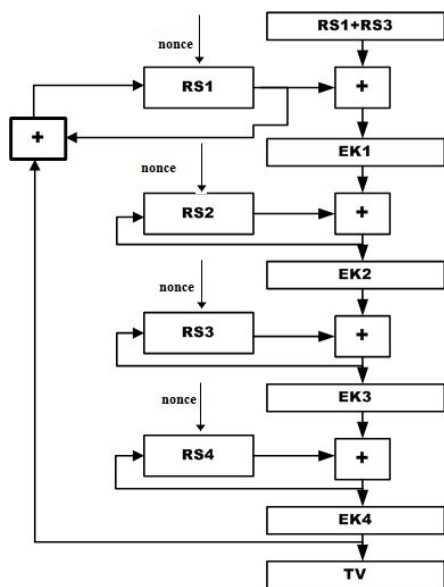 nonce
RS1+RS3
RS1
+
+
EK1
nonce
RS2
+
EK2
nonce
RS3
+
EK3
nonce
RS4
+
EK4
TV